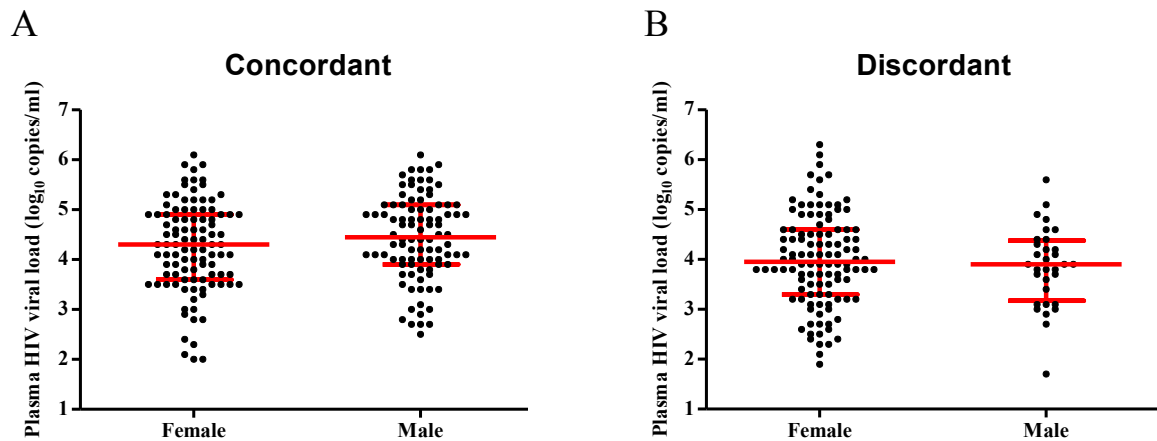 A
Concordant
Plasma HIV viral load (log₁₀ copies/ml)
7
6
5
4
3
2
1
Female Male
B
Discordant
Plasma HIV viral load (log₁₀ copies/ml)
7
6
5
4
3
2
1
Female Male